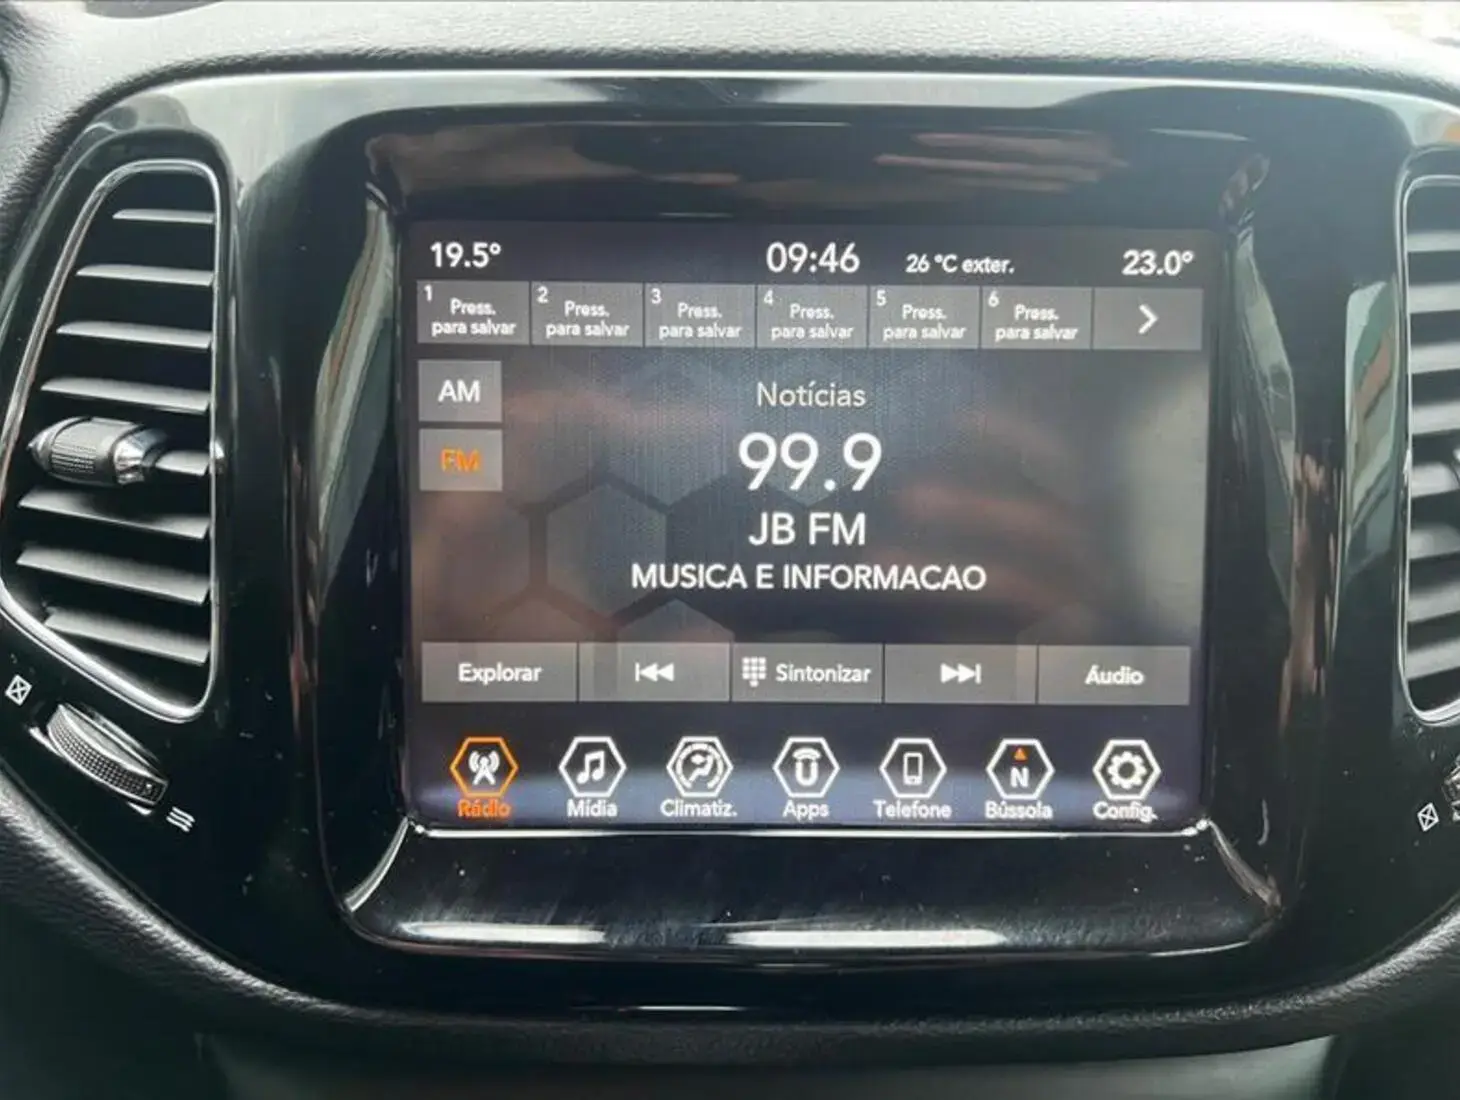 19.5° 09:46 26 °C exter. 23.0°
1 Press. para salvar
2 Press. para salvar
3 Press. para salvar
4 Press. para salvar
5 Press. para salvar
6 Press. para salvar
AM
FM
Notícias
99.9
JB FM
MUSICA E INFORMACAO
Explorar Sintonizar Áudio
N
Rádio Mídia Climatiz. Apps Telefone Bússola Config.